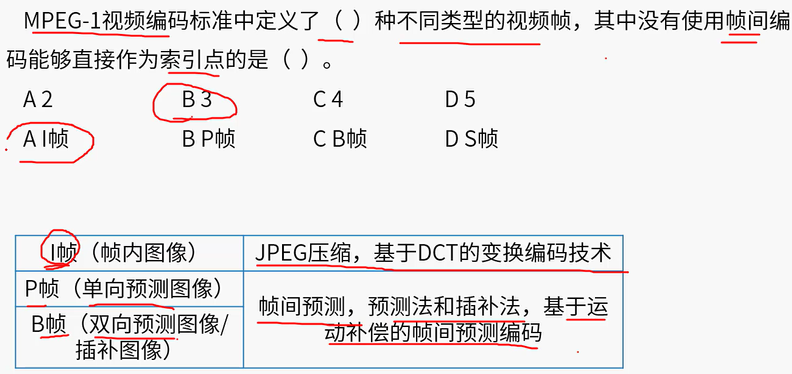 MPEG-1视频编码标准中定义了（ ）种不同类型的视频帧，其中没有使用帧间编
码能够直接作为索引点的是（ ）。
A 2 B 3 C 4 D 5
A I帧 B P帧 C B帧 D S帧
I帧（帧内图像） JPEG压缩，基于DCT的变换编码技术
P帧（单向预测图像）
帧间预测，预测法和插补法，基于运
动补偿的帧间预测编码
B帧（双向预测图像/
插补图像）